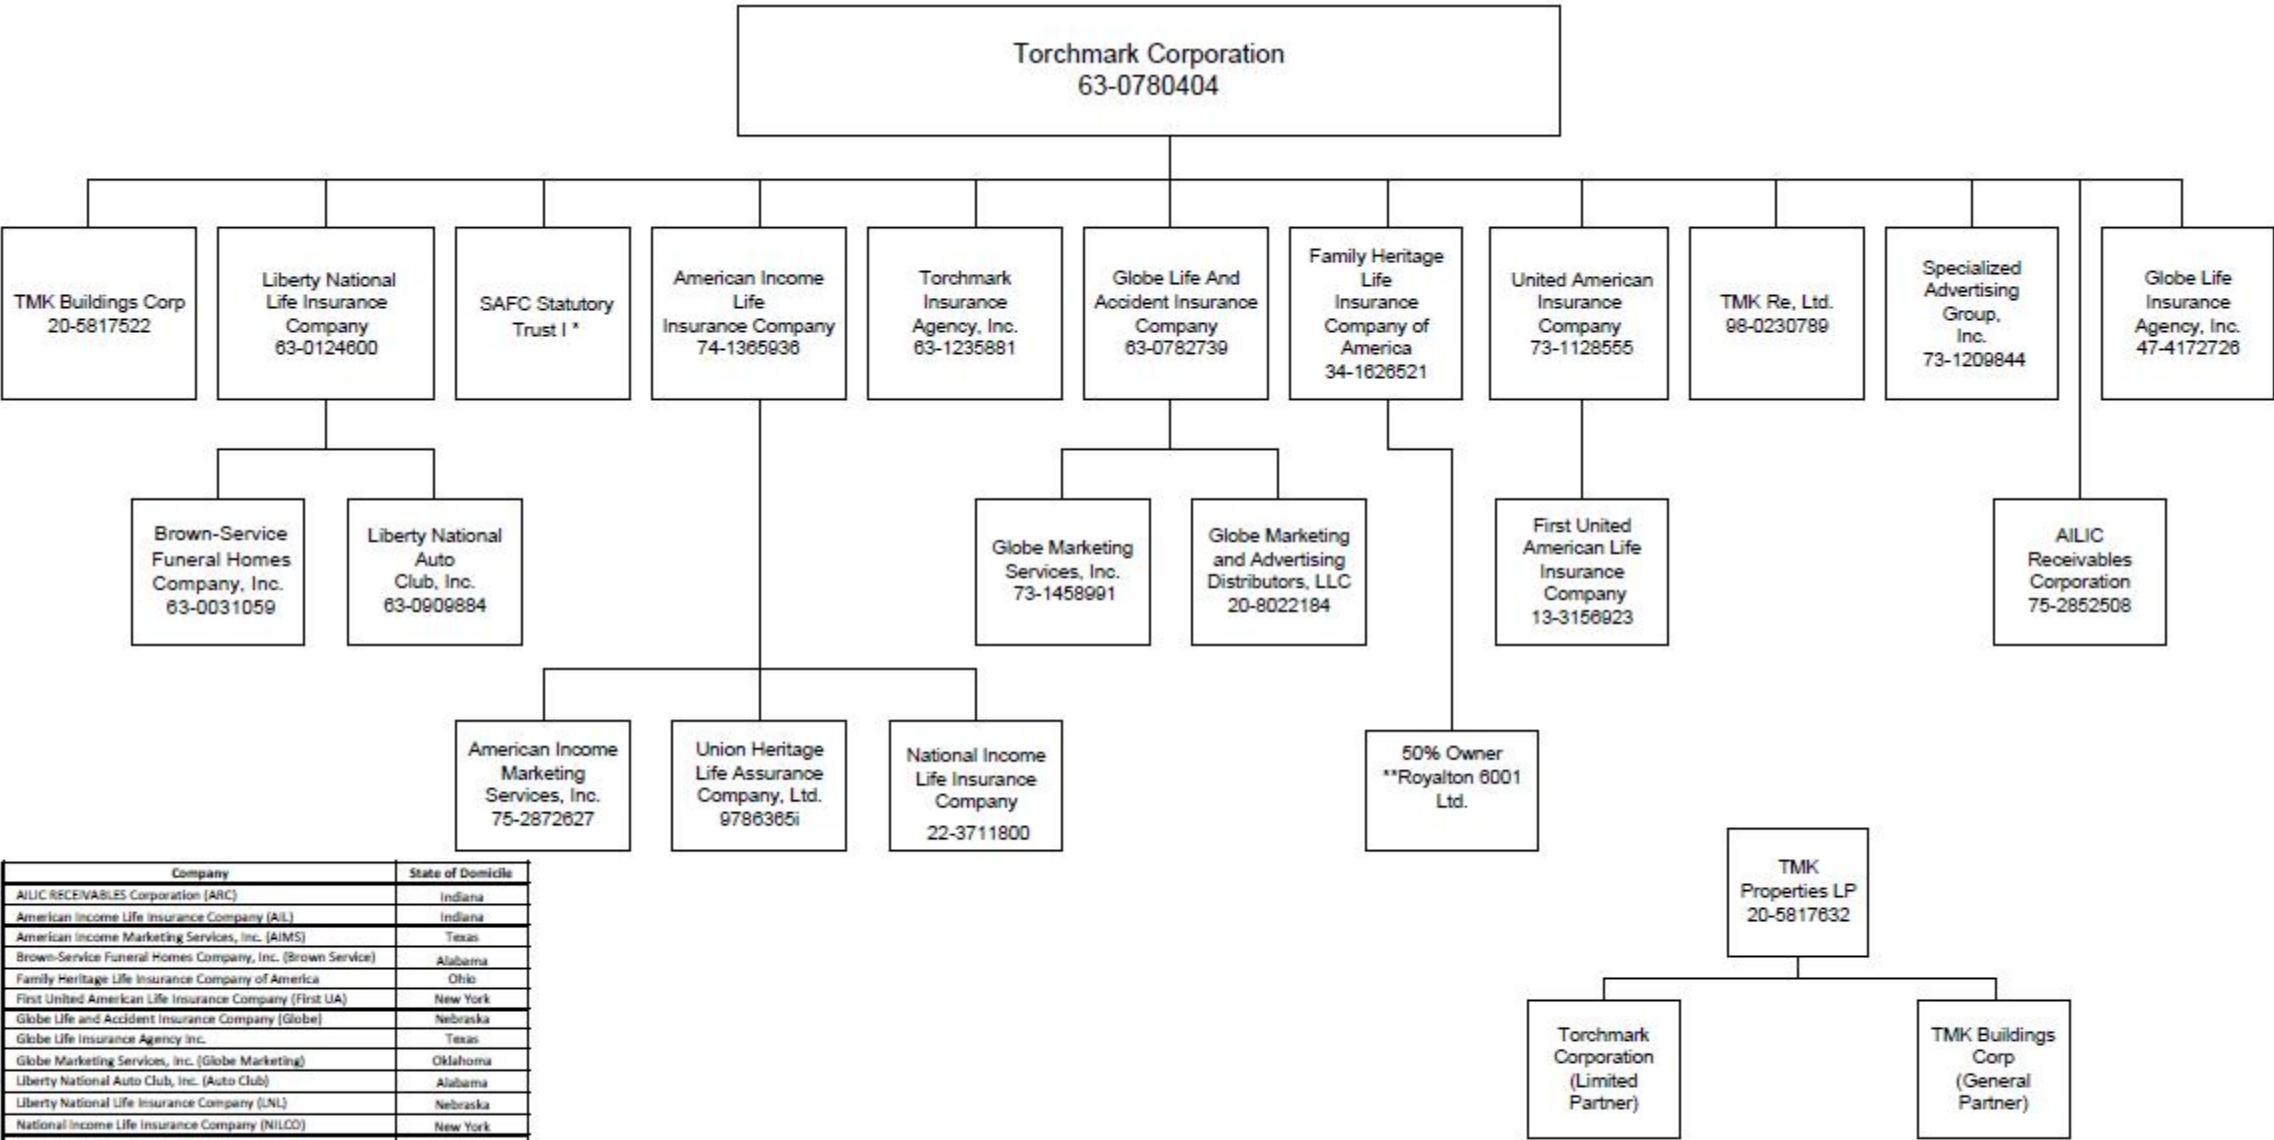 Torchmark Corporation
63-0780404
TMK Buildings Corp
20-5817522
Liberty National
Life Insurance
Company
63-0124600
SAFC Statutory
Trust I *
American Income
Life
Insurance Company
74-1365936
Torchmark
Insurance
Agency, Inc.
63-1235881
Globe Life And
Accident Insurance
Company
63-0782739
Family Heritage
Life
Insurance
Company of
America
34-1626521
United American
Insurance
Company
73-1128555
TMK Re, Ltd.
98-0230789
Specialized
Advertising
Group,
Inc.
73-1209844
Globe Life
Insurance
Agency, Inc.
47-4172726
Brown-Service
Funeral Homes
Company, Inc.
63-0031059
Liberty National
Auto
Club, Inc.
63-0909884
Globe Marketing
Services, Inc.
73-1458991
Globe Marketing
and Advertising
Distributors, LLC
20-8022184
First United
American Life
Insurance
Company
13-3156923
AILIC
Receivables
Corporation
75-2852508
American Income
Marketing
Services, Inc.
75-2872627
Union Heritage
Life Assurance
Company, Ltd.
9786365i
National Income
Life Insurance
Company
22-3711800
50% Owner
**Royalton 6001
Ltd.
TMK
Properties LP
20-5817632
Torchmark
Corporation
(Limited
Partner)
TMK Buildings
Corp
(General
Partner)
Company State of Domicile
AILIC RECEIVABLES Corporation (ARC) Indiana
American Income Life Insurance Company (AIL) Indiana
American Income Marketing Services, Inc. (AIMS) Texas
Brown-Service Funeral Homes Company, Inc. (Brown Service) Alabama
Family Heritage Life Insurance Company of America Ohio
First United American Life Insurance Company (First UA) New York
Globe Life and Accident Insurance Company (Globe) Nebraska
Globe Life Insurance Agency Inc. Texas
Globe Marketing Services, Inc. (Globe Marketing) Oklahoma
Liberty National Auto Club, Inc. (Auto Club) Alabama
Liberty National Life Insurance Company (LNL) Nebraska
National Income Life Insurance Company (NILCO) New York